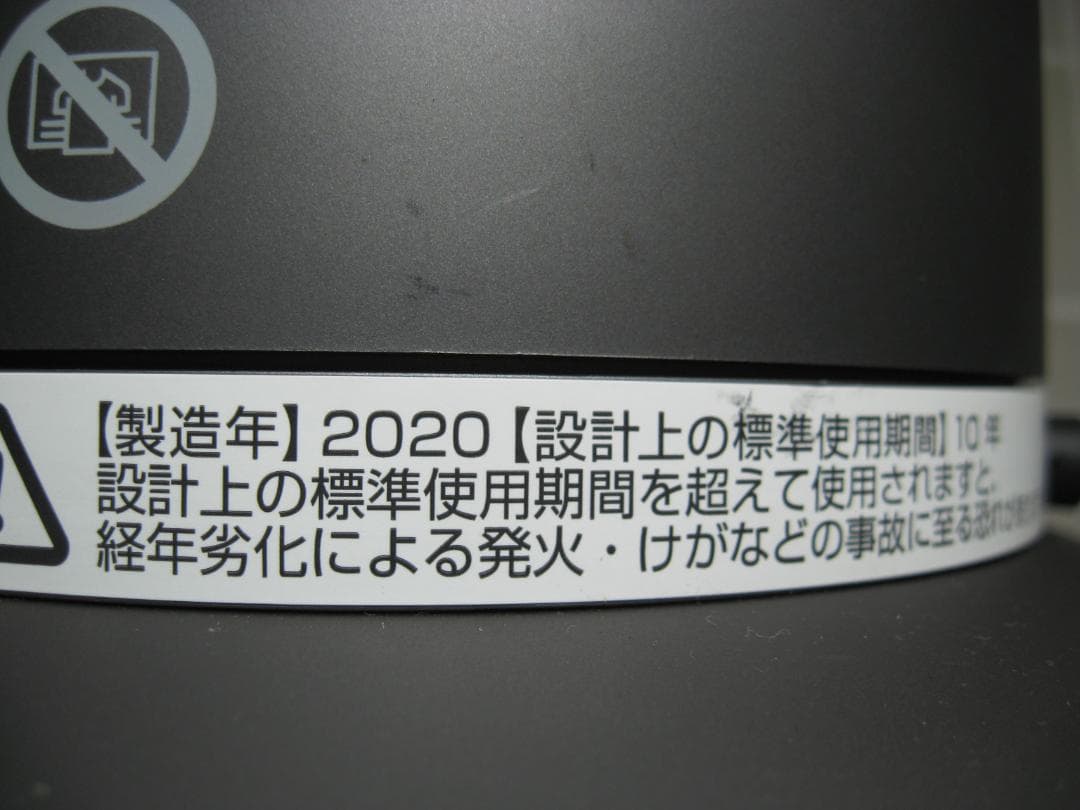 【製造年】2020【設計上の標準使用期間】10年
設計上の標準使用期間を超えて使用されますと、
経年劣化による発火・けがなどの事故に至る恐れが